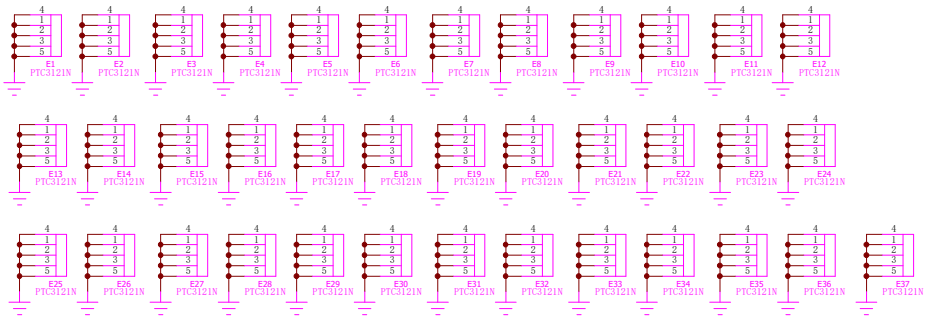 4 4 4 4 4 4 4 4 4 4 4 4
1 1 1 1 1 1 1 1 1 1 1 1
2 2 2 2 2 2 2 2 2 2 2 2
3 3 3 3 3 3 3 3 3 3 3 3
5 5 5 5 5 5 5 5 5 5 5 5
E1 E2 E3 E4 E5 E6 E7 E8 E9 E10 E11 E12
PTC3121N PTC3121N PTC3121N PTC3121N PTC3121N PTC3121N PTC3121N PTC3121N PTC3121N PTC3121N PTC3121N PTC3121N
4 4 4 4 4 4 4 4 4 4 4 4
1 1 1 1 1 1 1 1 1 1 1 1
2 2 2 2 2 2 2 2 2 2 2 2
3 3 3 3 3 3 3 3 3 3 3 3
5 5 5 5 5 5 5 5 5 5 5 5
E13 E14 E15 E16 E17 E18 E19 E20 E21 E22 E23 E24
PTC3121N PTC3121N PTC3121N PTC3121N PTC3121N PTC3121N PTC3121N PTC3121N PTC3121N PTC3121N PTC3121N PTC3121N
4 4 4 4 4 4 4 4 4 4 4 4 4
1 1 1 1 1 1 1 1 1 1 1 1 1
2 2 2 2 2 2 2 2 2 2 2 2 2
3 3 3 3 3 3 3 3 3 3 3 3 3
5 5 5 5 5 5 5 5 5 5 5 5 5
E25 E26 E27 E28 E29 E30 E31 E32 E33 E34 E35 E36 E37
PTC3121N PTC3121N PTC3121N PTC3121N PTC3121N PTC3121N PTC3121N PTC3121N PTC3121N PTC3121N PTC3121N PTC3121N PTC3121N